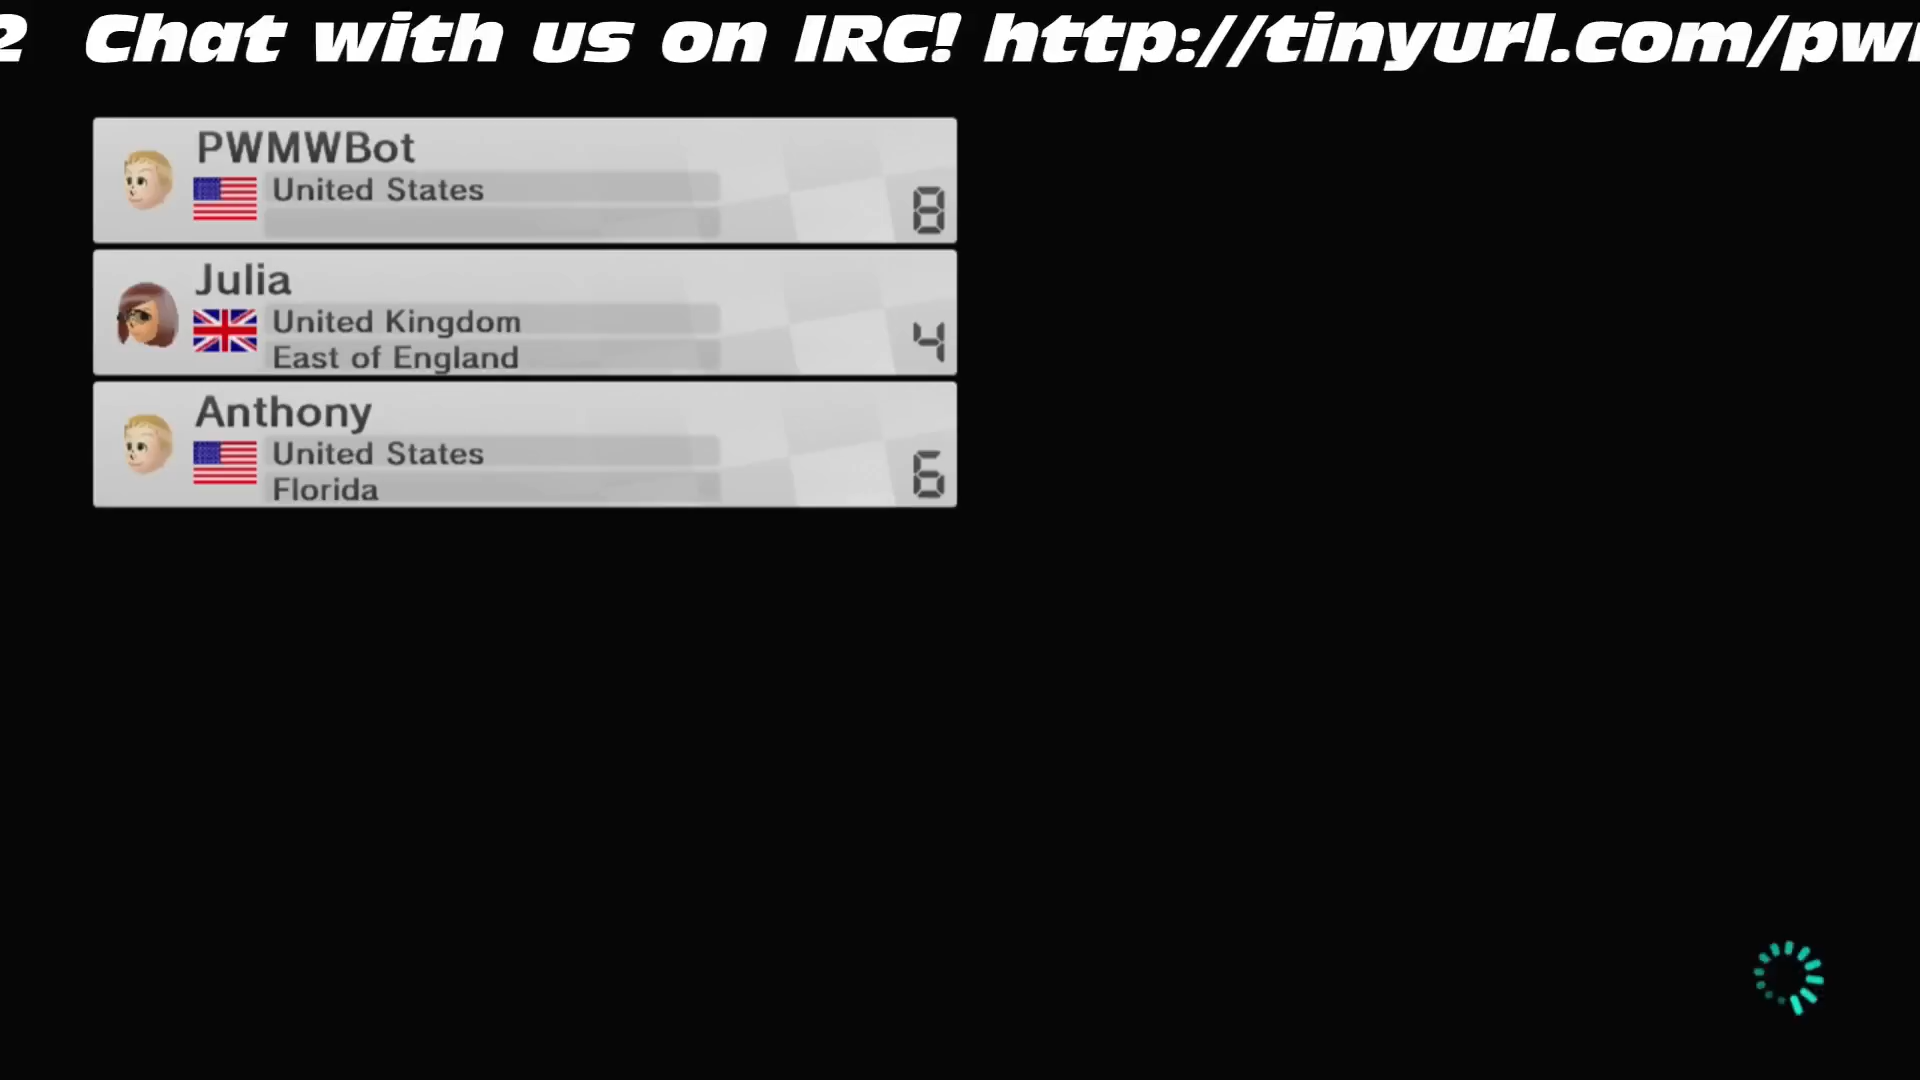 2 Chat with us on IRC! http://tinyurl.com/pw
PWMWBot
United States
8
Julia
United Kingdom
East of England
4
Anthony
United States
Florida
6